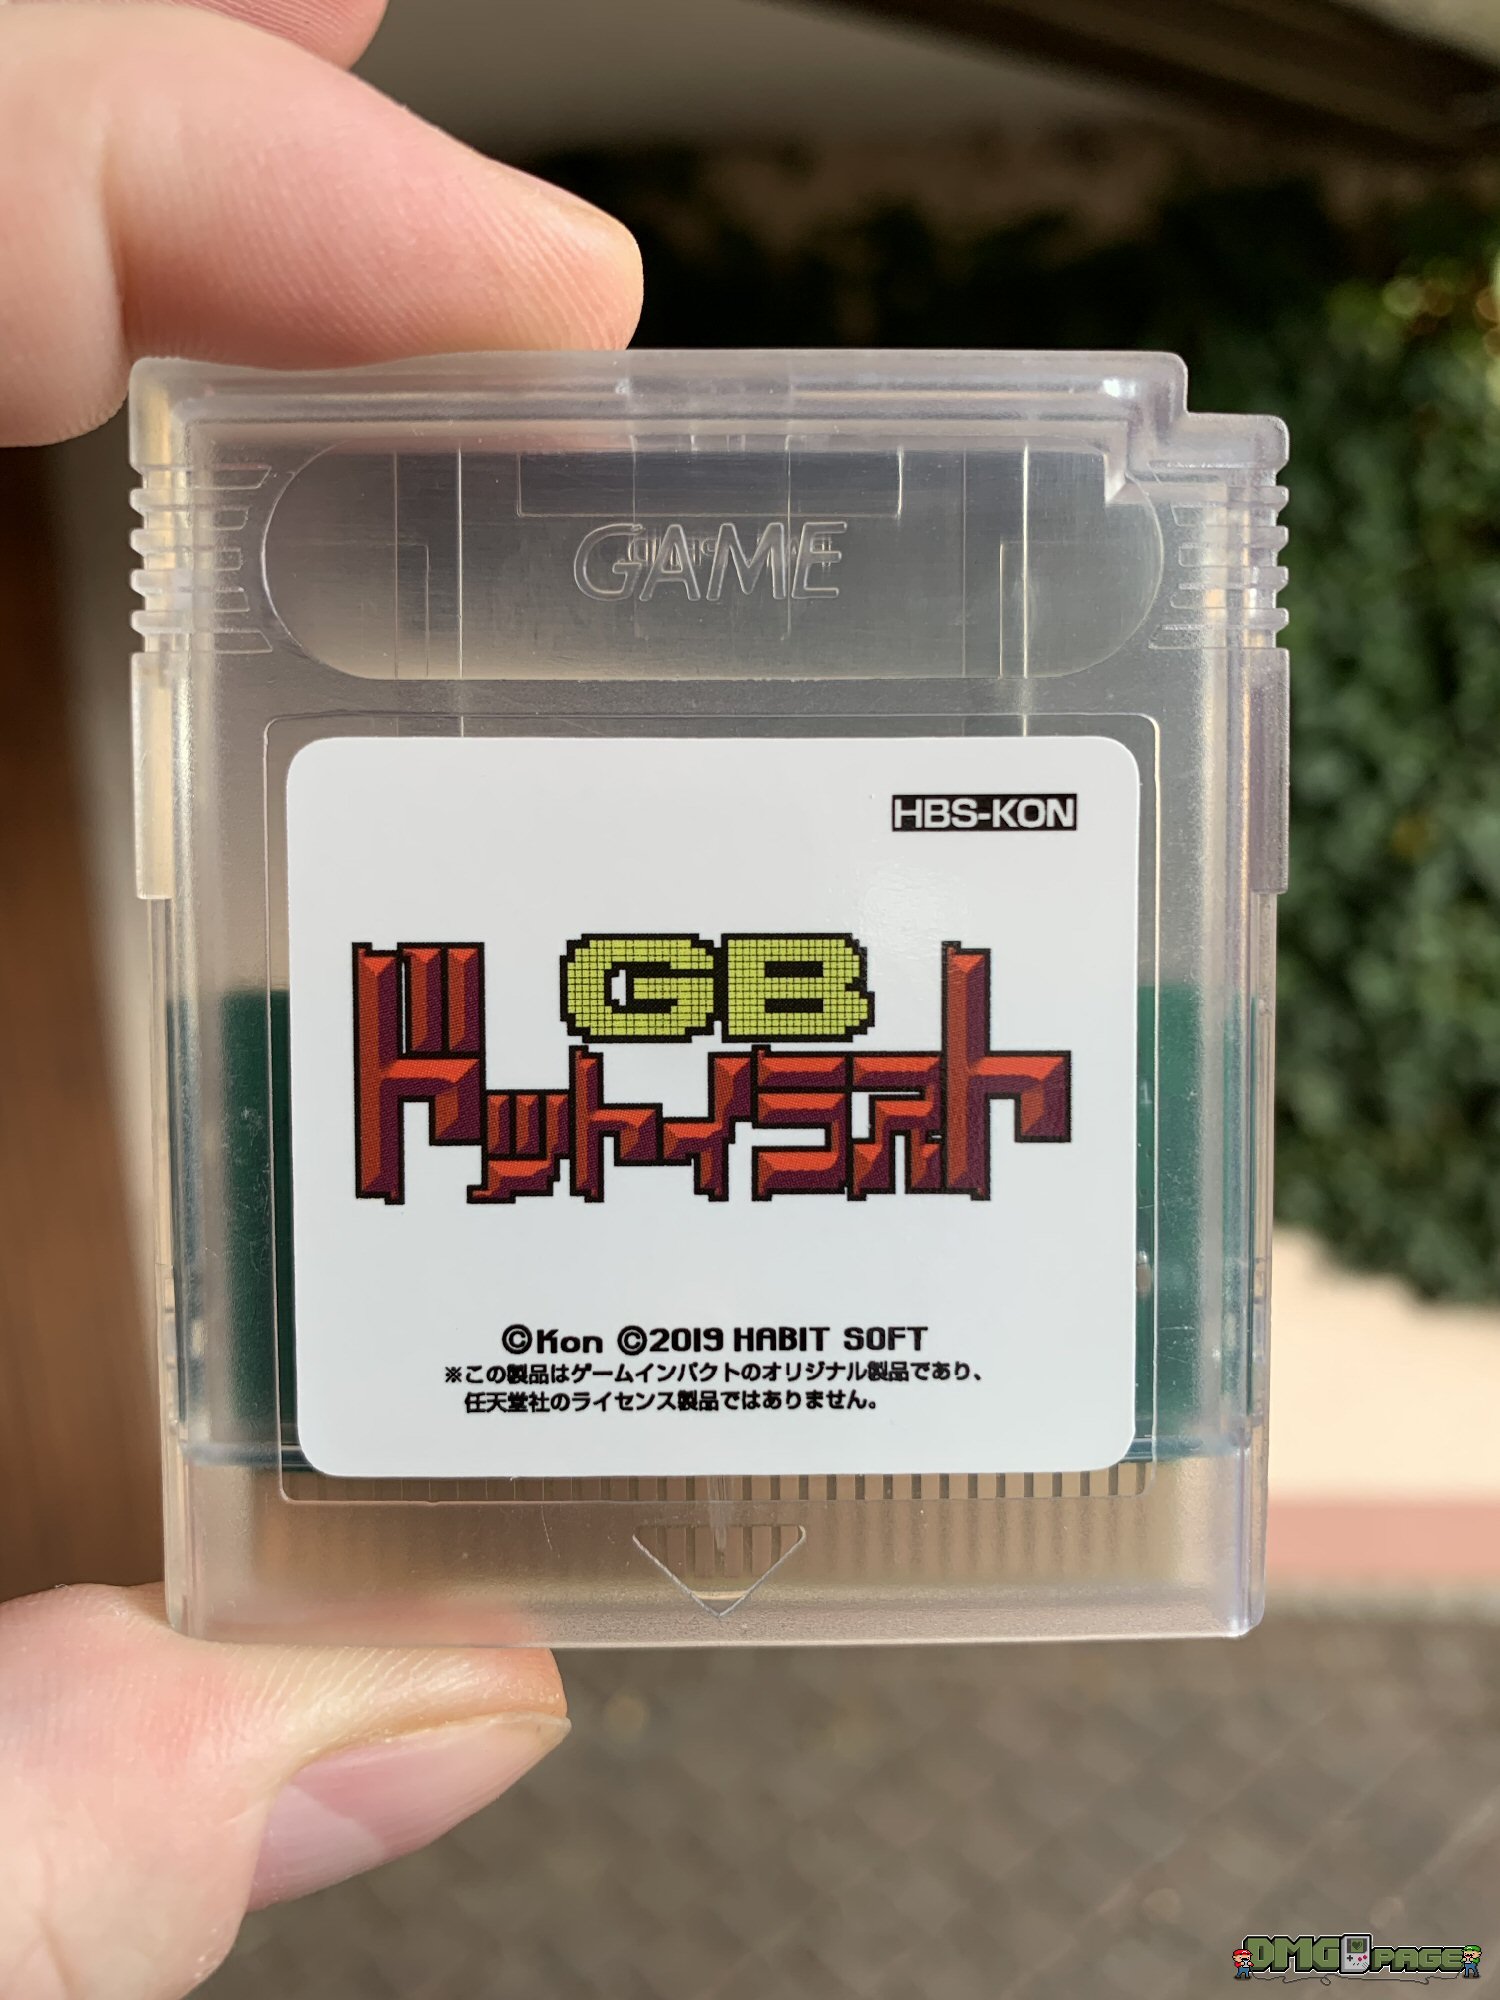 GAME
HBS-KON
GB
ドットイラスト
©Kon ©2019 HABIT SOFT
※この製品はゲームインパクトのオリジナル製品であり、
任天堂社のライセンス製品ではありません。
DMG PAGE